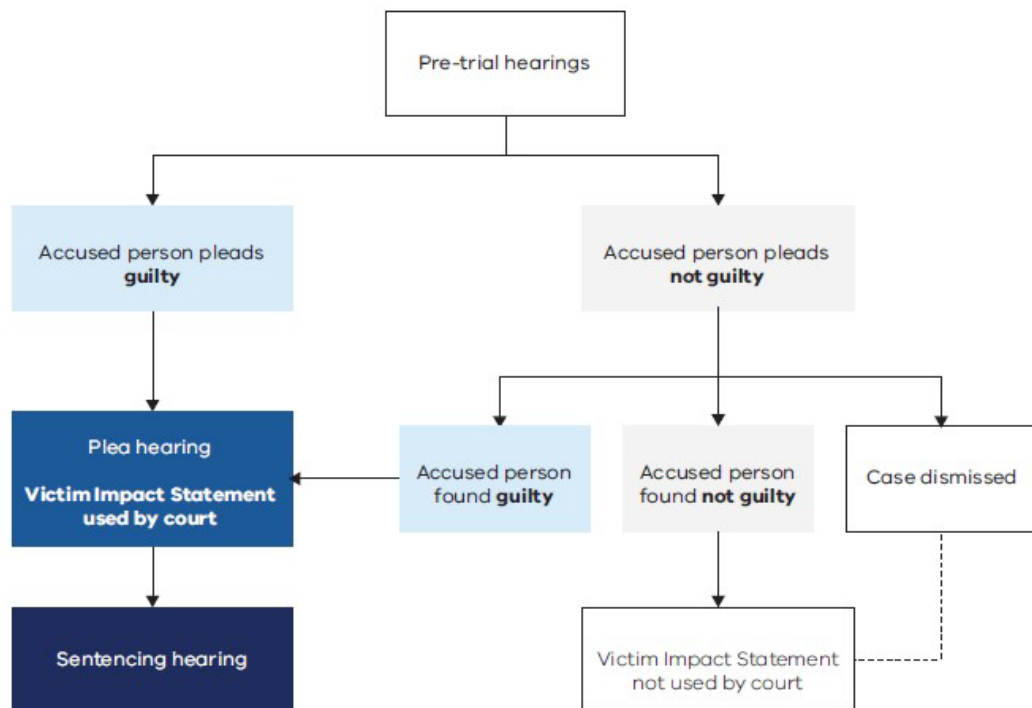 Pre-trial hearings
Accused person pleads
guilty
Accused person pleads
not guilty
Plea hearing
Victim Impact Statement
used by court
Accused person
found guilty
Accused person
found not guilty
Case dismissed
Sentencing hearing
Victim Impact Statement
not used by court